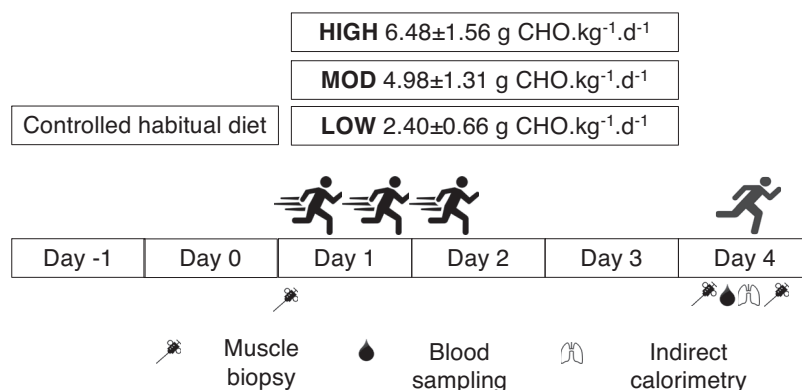 HIGH 6.48±1.56 g CHO.kg⁻¹.d⁻¹
MOD 4.98±1.31 g CHO.kg⁻¹.d⁻¹
Controlled habitual diet
LOW 2.40±0.66 g CHO.kg⁻¹.d⁻¹
Day -1
Day 0
Day 1
Day 2
Day 3
Day 4
Muscle
biopsy
Blood
sampling
Indirect
calorimetry